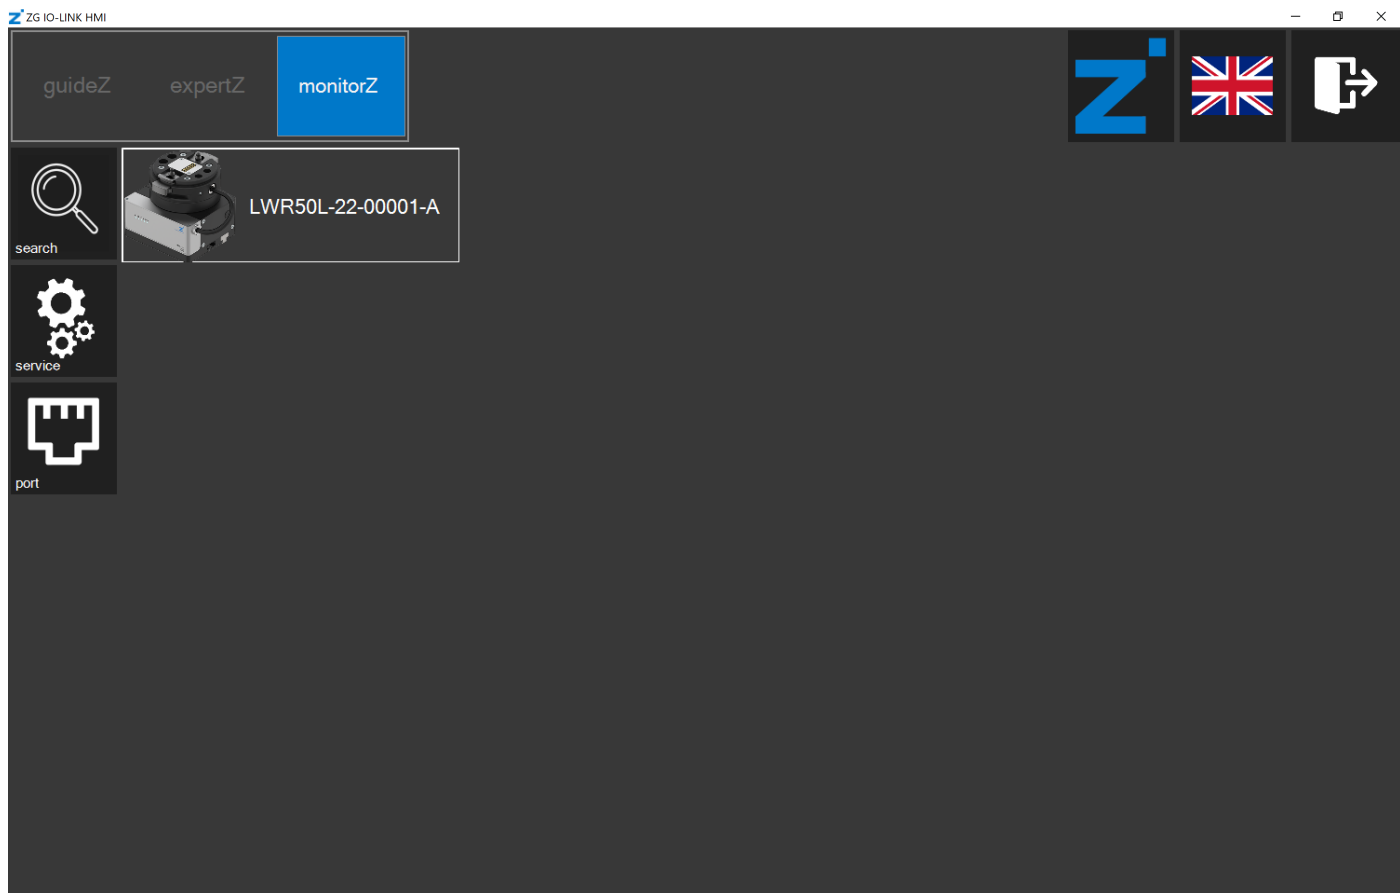 ZG IO-LINK HMI
guideZ expertZ monitorZ
search
LWR50L-22-00001-A
service
port